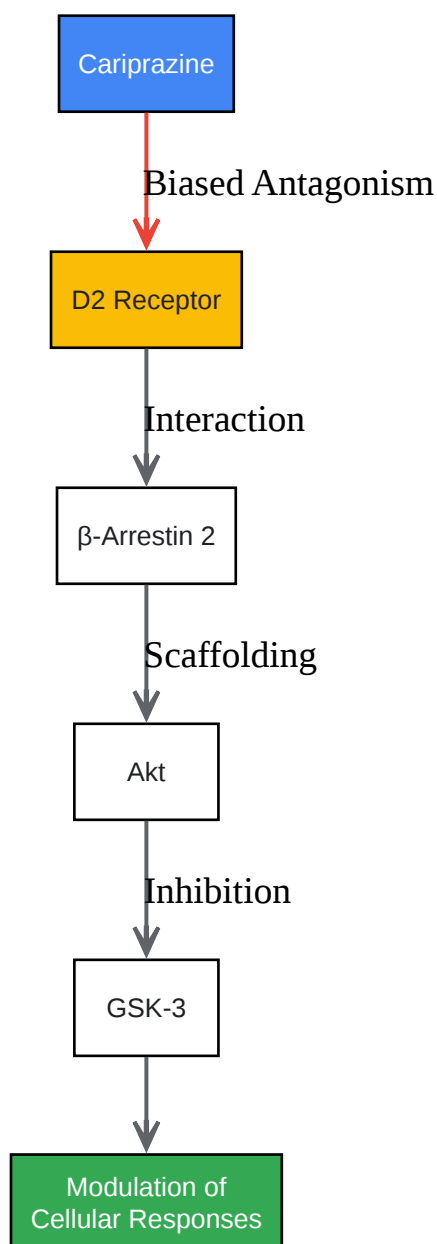 Cariprazine
Biased Antagonism
D2 Receptor
Interaction
β-Arrestin 2
Scaffolding
Akt
Inhibition
GSK-3
Modulation of
Cellular Responses